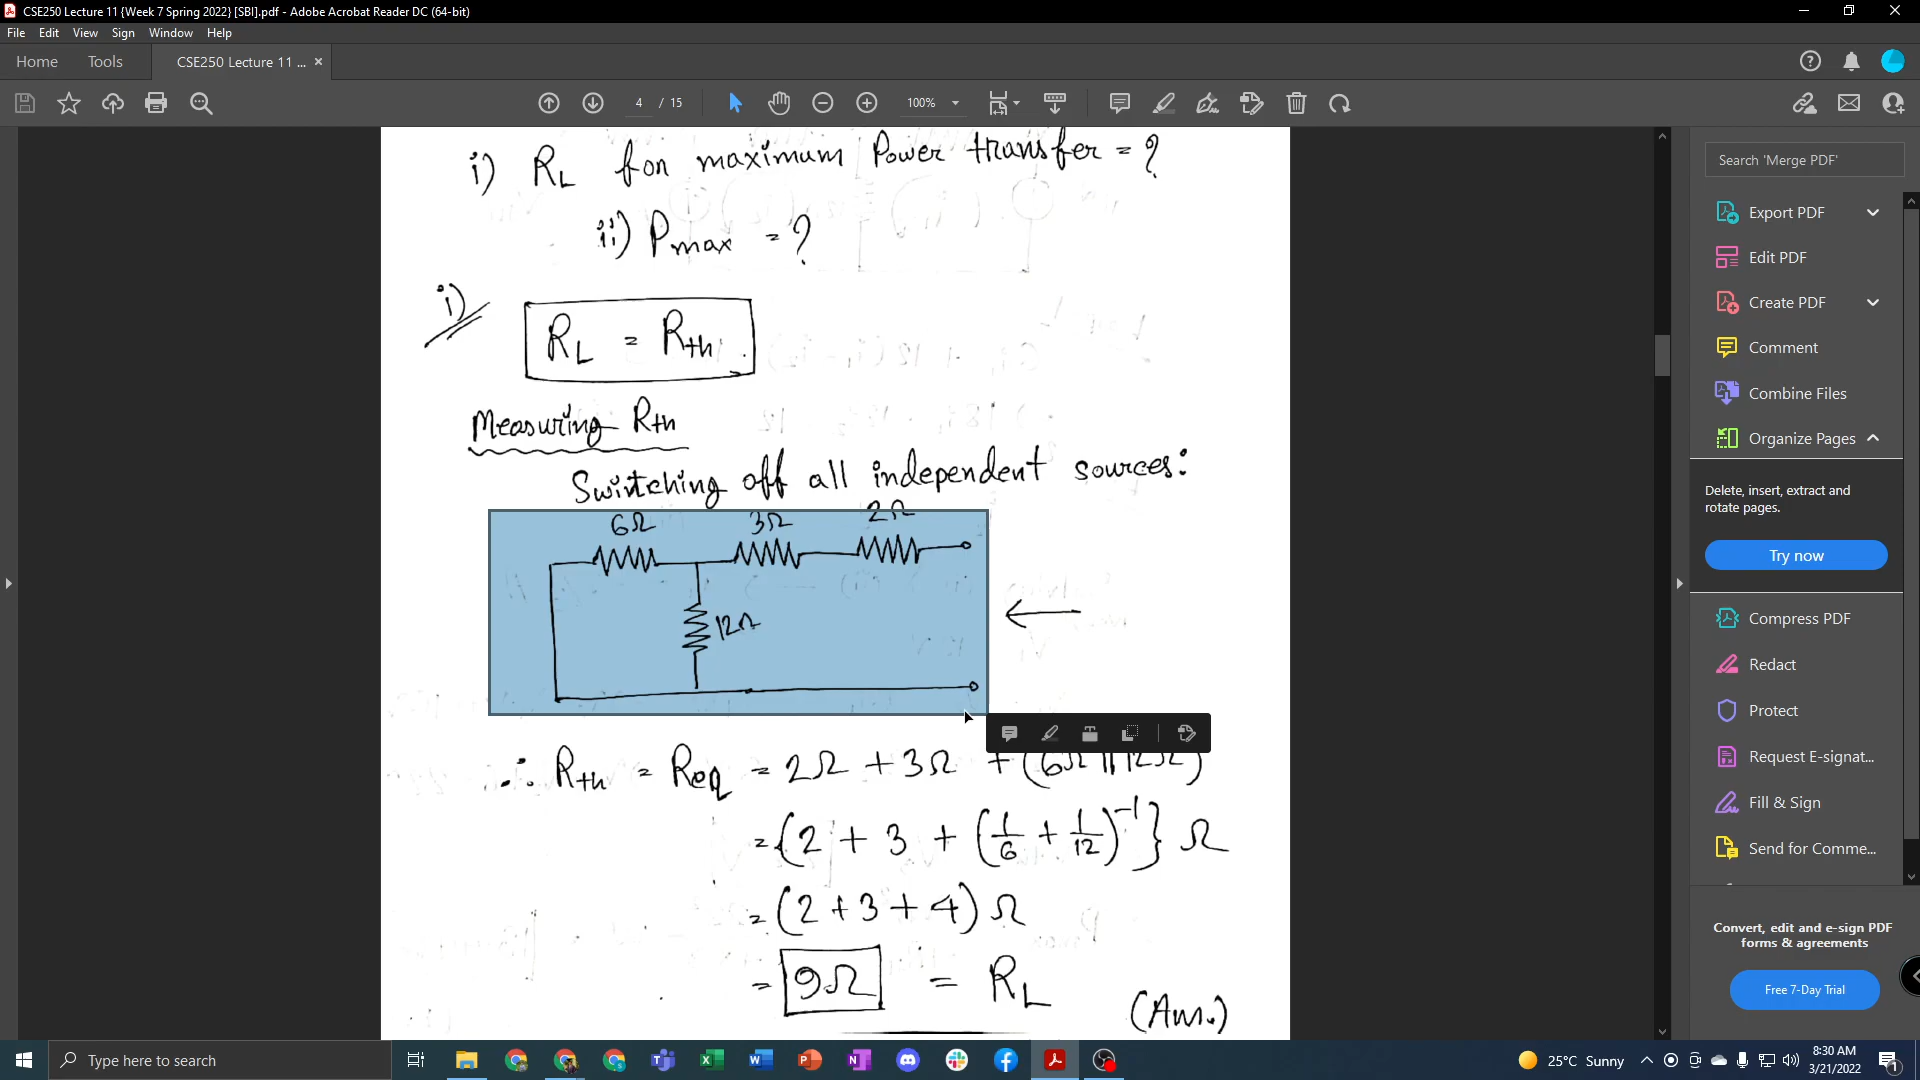 CSE250 Lecture 11 {Week 7 Spring 2022} [SBI].pdf - Adobe Acrobat Reader DC (64-bit)
File Edit View Sign Window Help
Home Tools CSE250 Lecture 11 ... ×
4 / 15 100%
Search 'Merge PDF'
Export PDF
Edit PDF
Create PDF
Comment
Combine Files
Organize Pages
Delete, insert, extract and
rotate pages.
Try now
Compress PDF
Redact
Protect
Request E-signat...
Fill & Sign
Send for Comme...
Convert, edit and e-sign PDF
forms & agreements
Free 7-Day Trial
i) RL for maximum Power transfer = ?
ii) Pmax = ?
i)
RL = Rth
Measuring Rth
Switching off all independent sources:
6Ω 3Ω 2Ω
12Ω
∴ Rth = Req = 2Ω + 3Ω + (6Ω || 12Ω)
= {2 + 3 + (1/6 + 1/12)^-1} Ω
= (2 + 3 + 4) Ω
= 9Ω = RL (Ans.)
Type here to search
25°C Sunny
8:30 AM
3/21/2022
1